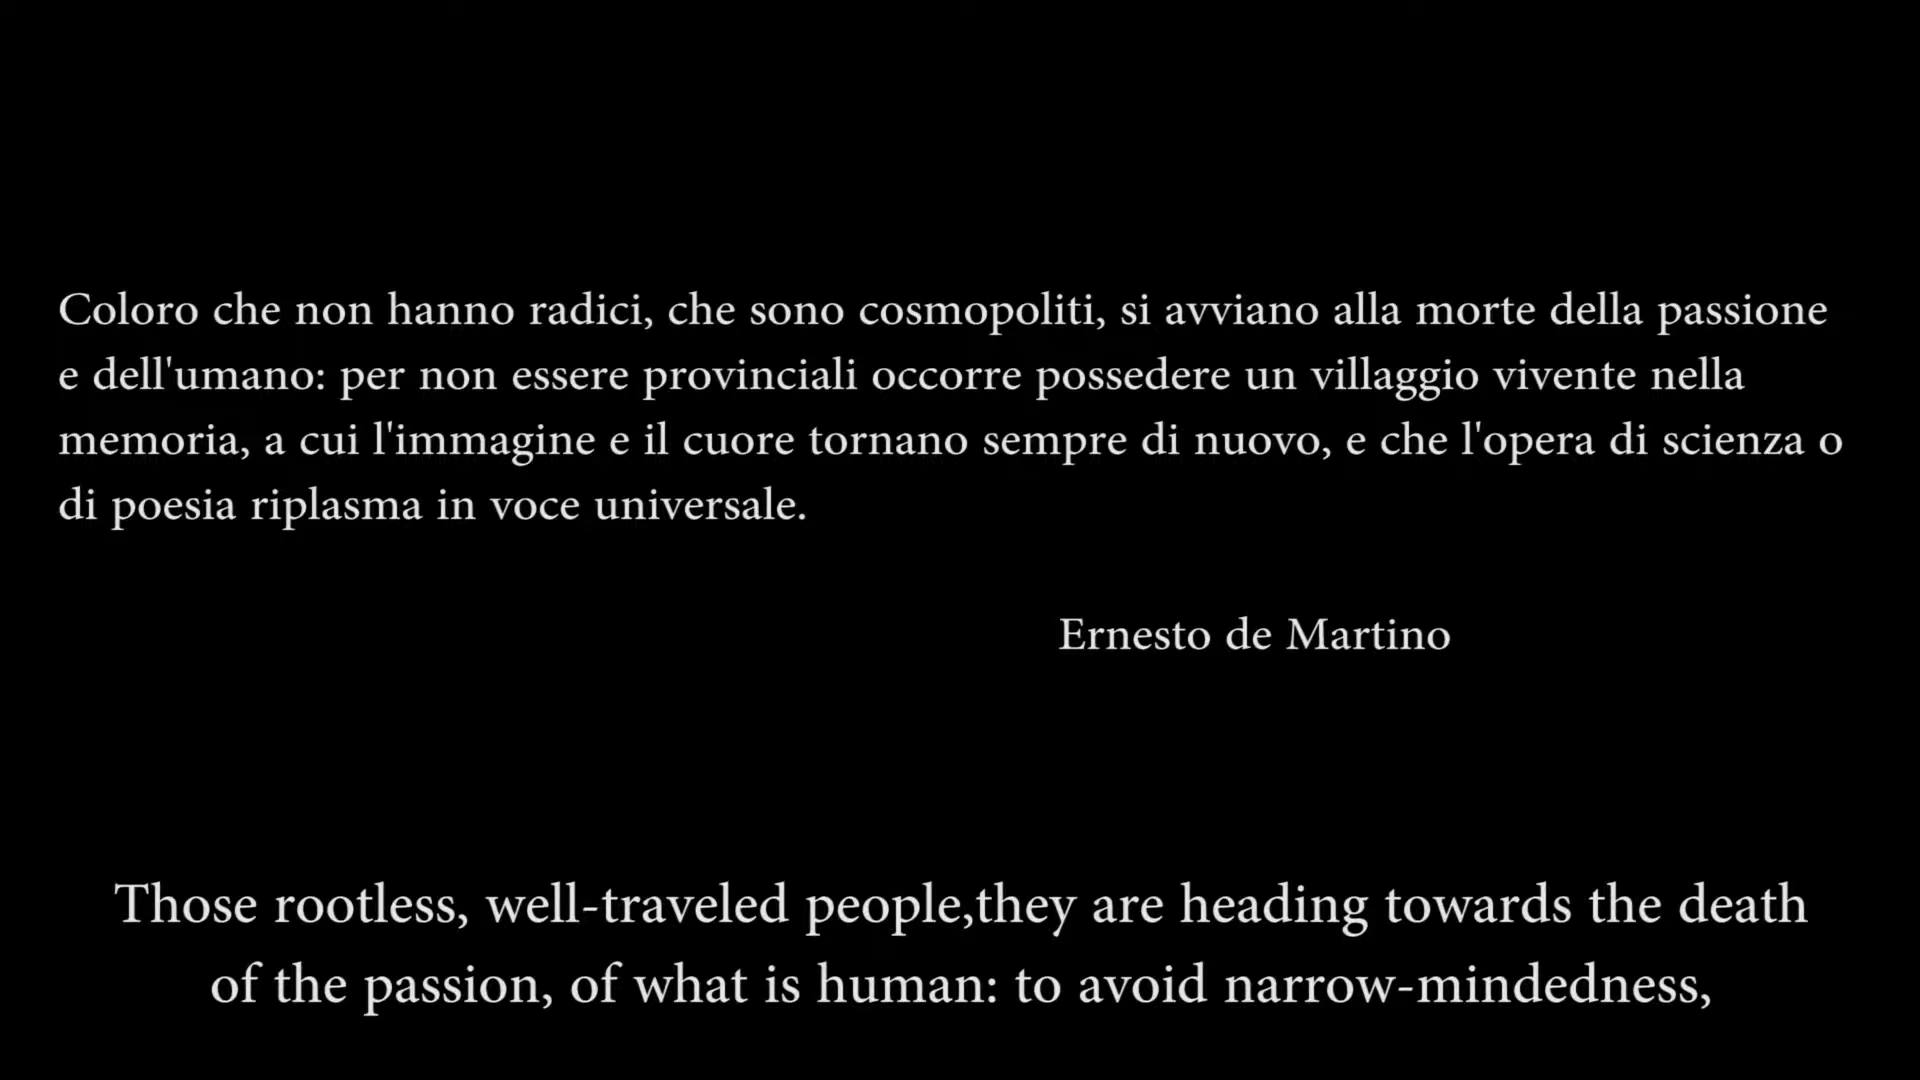 Coloro che non hanno radici, che sono cosmopoliti, si avviano alla morte della passione
e dell'umano: per non essere provinciali occorre possedere un villaggio vivente nella
memoria, a cui l'immagine e il cuore tornano sempre di nuovo, e che l'opera di scienza o
di poesia riplasma in voce universale.
Ernesto de Martino
Those rootless, well-traveled people,they are heading towards the death
of the passion, of what is human: to avoid narrow-mindedness,